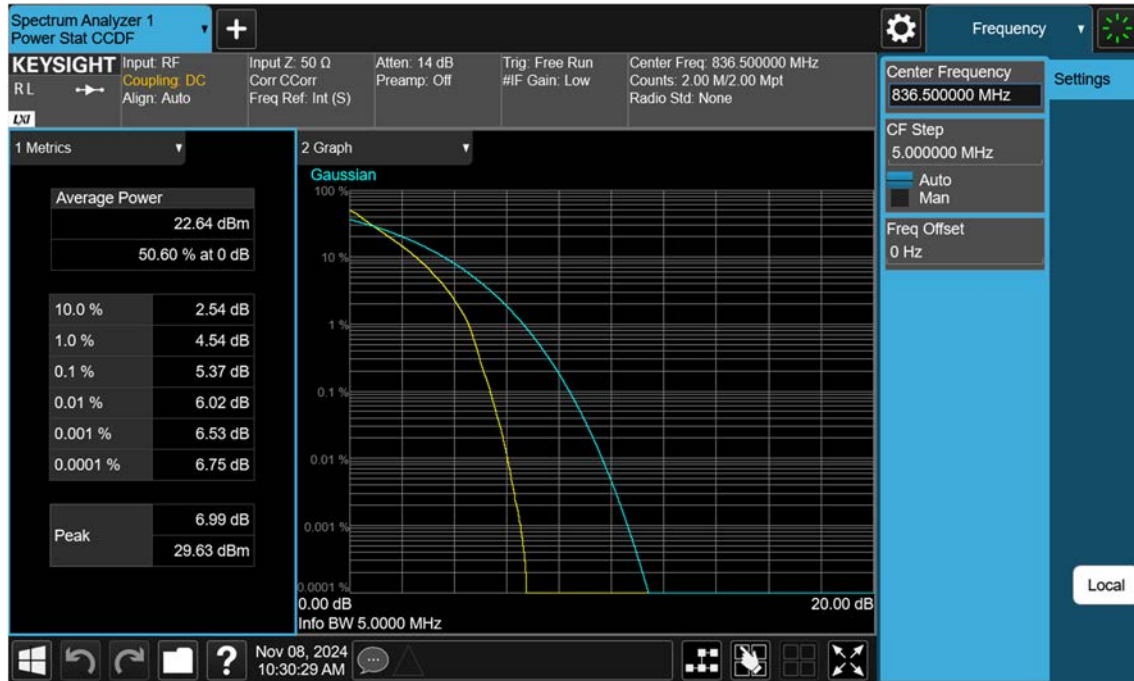 Spectrum Analyzer 1
Power Stat CCDF
Frequency
KEYSIGHT
RL
LXI
Input: RF
Coupling: DC
Align: Auto
Input Z: 50 Ω
Corr CCorr
Freq Ref: Int (S)
Atten: 14 dB
Preamp: Off
Trig: Free Run
#IF Gain: Low
Center Freq: 836.500000 MHz
Counts: 2.00 M/2.00 Mpt
Radio Std: None
Center Frequency
836.500000 MHz
Settings
CF Step
5.000000 MHz
Auto
Man
Freq Offset
0 Hz
1 Metrics
Average Power
22.64 dBm
50.60 % at 0 dB
10.0 % 2.54 dB
1.0 % 4.54 dB
0.1 % 5.37 dB
0.01 % 6.02 dB
0.001 % 6.53 dB
0.0001 % 6.75 dB
Peak
6.99 dB
29.63 dBm
2 Graph
Gaussian
100 %
10 %
1 %
0.1 %
0.01 %
0.001 %
0.0001 %
0.00 dB 20.00 dB
Info BW 5.0000 MHz
Local
?
Nov 08, 2024
10:30:29 AM